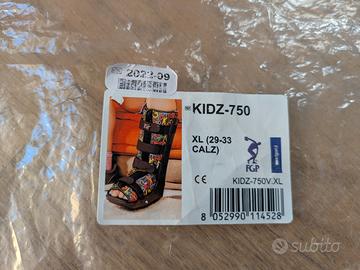 2023-09
KIDZ-750
XL (29-33
CALZ)
FGP
CE
KIDZ-750V.XL
8 052990 114528
subito